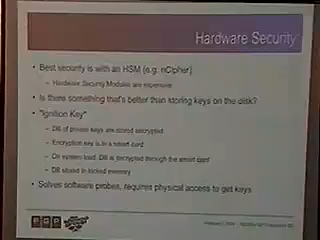 Hardware Security
• Best security is with an HSM (e.g. nCipher)
– Hardware Security Modules are expensive
• Is there something that's better than storing keys on the disk?
• "Ignition Key"
– DB of private keys are stored encrypted
– Encryption key is in a smart card
– On system load, DB is decrypted through the smart card
– DB stored in locked memory
• Solves software probes, requires physical access to get keys
PGP